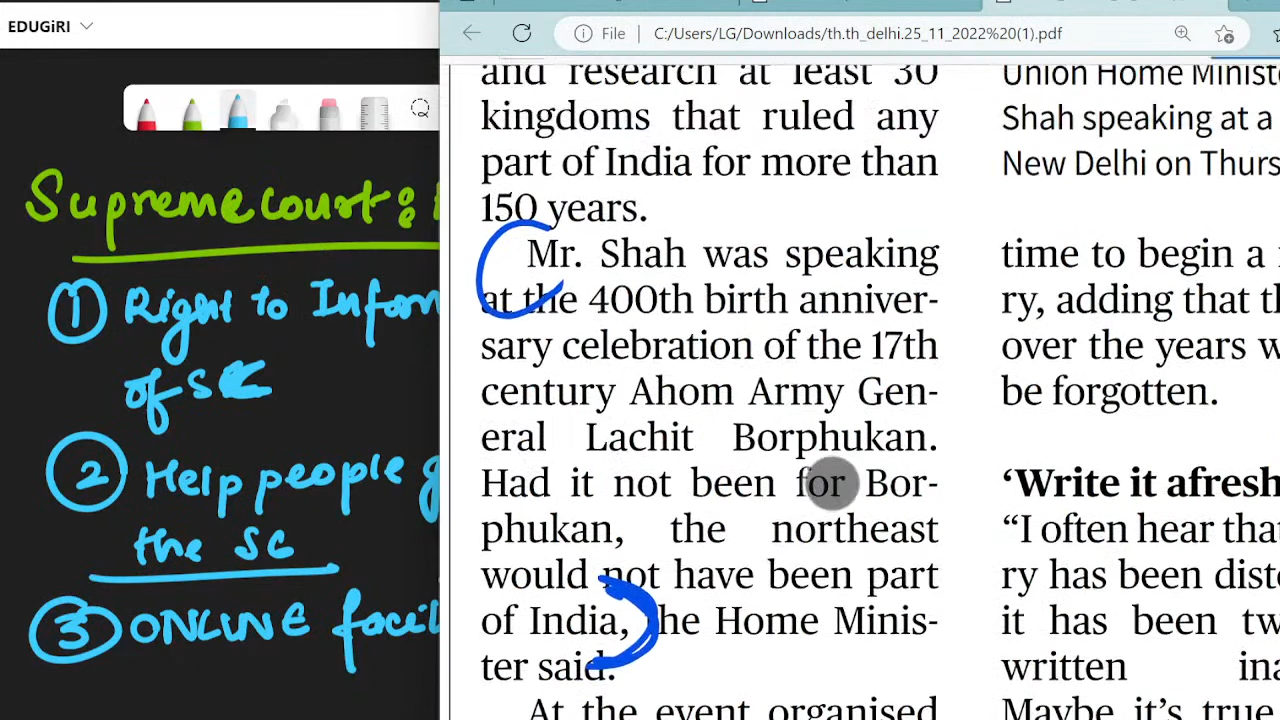 EDUGiRI
File
C:/Users/LG/Downloads/th.th_delhi.25_11_2022%20(1).pdf
Supreme court :
① Right to Inform
of SC
② Help people
the SC
③ ONLINE facil
and research at least 30
kingdoms that ruled any
part of India for more than
150 years.
Mr. Shah was speaking
at the 400th birth anniver-
sary celebration of the 17th
century Ahom Army Gen-
eral Lachit Borphukan.
Had it not been for Bor-
phukan, the northeast
would not have been part
of India, the Home Minis-
ter said.
At the event organised
Union Home Ministe
Shah speaking at a
New Delhi on Thurs
time to begin a
ry, adding that th
over the years w
be forgotten.
‘Write it afresh
“I often hear that
ry has been disto
it has been tw
written ina
Maybe it’s true